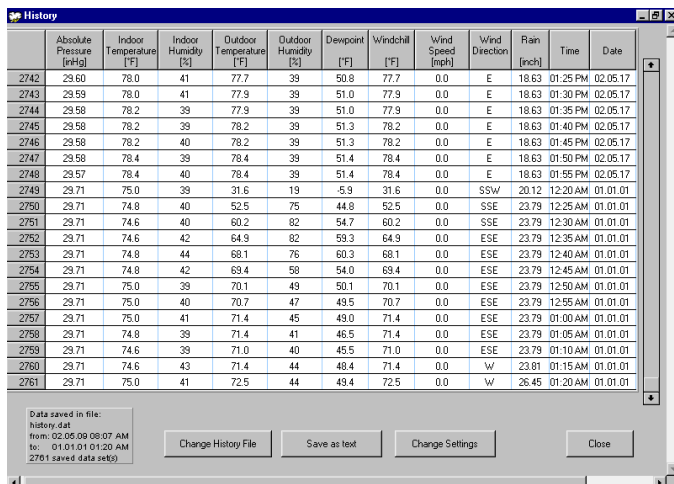 History
Absolute Pressure [inHg] Indoor Temperature [°F] Indoor Humidity [%] Outdoor Temperature [°F] Outdoor Humidity [%] Dewpoint [°F] Windchill [°F] Wind Speed [mph] Wind Direction Rain [inch] Time Date
2742 29.60 78.0 41 77.7 39 50.8 77.7 0.0 E 18.63 01:25 PM 02.05.17
2743 29.59 78.0 41 77.9 39 51.0 77.9 0.0 E 18.63 01:30 PM 02.05.17
2744 29.58 78.2 39 77.9 39 51.0 77.9 0.0 E 18.63 01:35 PM 02.05.17
2745 29.58 78.2 39 78.2 39 51.3 78.2 0.0 E 18.63 01:40 PM 02.05.17
2746 29.58 78.2 40 78.2 39 51.3 78.2 0.0 E 18.63 01:45 PM 02.05.17
2747 29.58 78.4 39 78.4 39 51.4 78.4 0.0 E 18.63 01:50 PM 02.05.17
2748 29.57 78.4 40 78.4 39 51.4 78.4 0.0 E 18.63 01:55 PM 02.05.17
2749 29.71 75.0 39 31.6 19 -5.9 31.6 0.0 SSW 20.12 12:20 AM 01.01.01
2750 29.71 74.8 40 52.5 75 44.8 52.5 0.0 SSE 23.79 12:25 AM 01.01.01
2751 29.71 74.6 40 60.2 82 54.7 60.2 0.0 SSE 23.79 12:30 AM 01.01.01
2752 29.71 74.6 42 64.9 82 59.3 64.9 0.0 ESE 23.79 12:35 AM 01.01.01
2753 29.71 74.8 44 68.1 76 60.3 68.1 0.0 ESE 23.79 12:40 AM 01.01.01
2754 29.71 74.8 42 69.4 58 54.0 69.4 0.0 ESE 23.79 12:45 AM 01.01.01
2755 29.71 75.0 39 70.1 49 50.1 70.1 0.0 ESE 23.79 12:50 AM 01.01.01
2756 29.71 75.0 40 70.7 47 49.5 70.7 0.0 ESE 23.79 12:55 AM 01.01.01
2757 29.71 75.0 41 71.4 45 49.0 71.4 0.0 ESE 23.79 01:00 AM 01.01.01
2758 29.71 74.8 39 71.4 41 46.5 71.4 0.0 ESE 23.79 01:05 AM 01.01.01
2759 29.71 74.6 39 71.0 40 45.5 71.0 0.0 ESE 23.79 01:10 AM 01.01.01
2760 29.71 74.6 43 71.4 44 48.4 71.4 0.0 W 23.81 01:15 AM 01.01.01
2761 29.71 75.0 41 72.5 44 49.4 72.5 0.0 W 26.45 01:20 AM 01.01.01
Data saved in file:
history.dat
from: 02.05.09 08:07 AM
to: 01.01.01 01:20 AM
2761 saved data set(s)
Change History File Save as text Change Settings Close